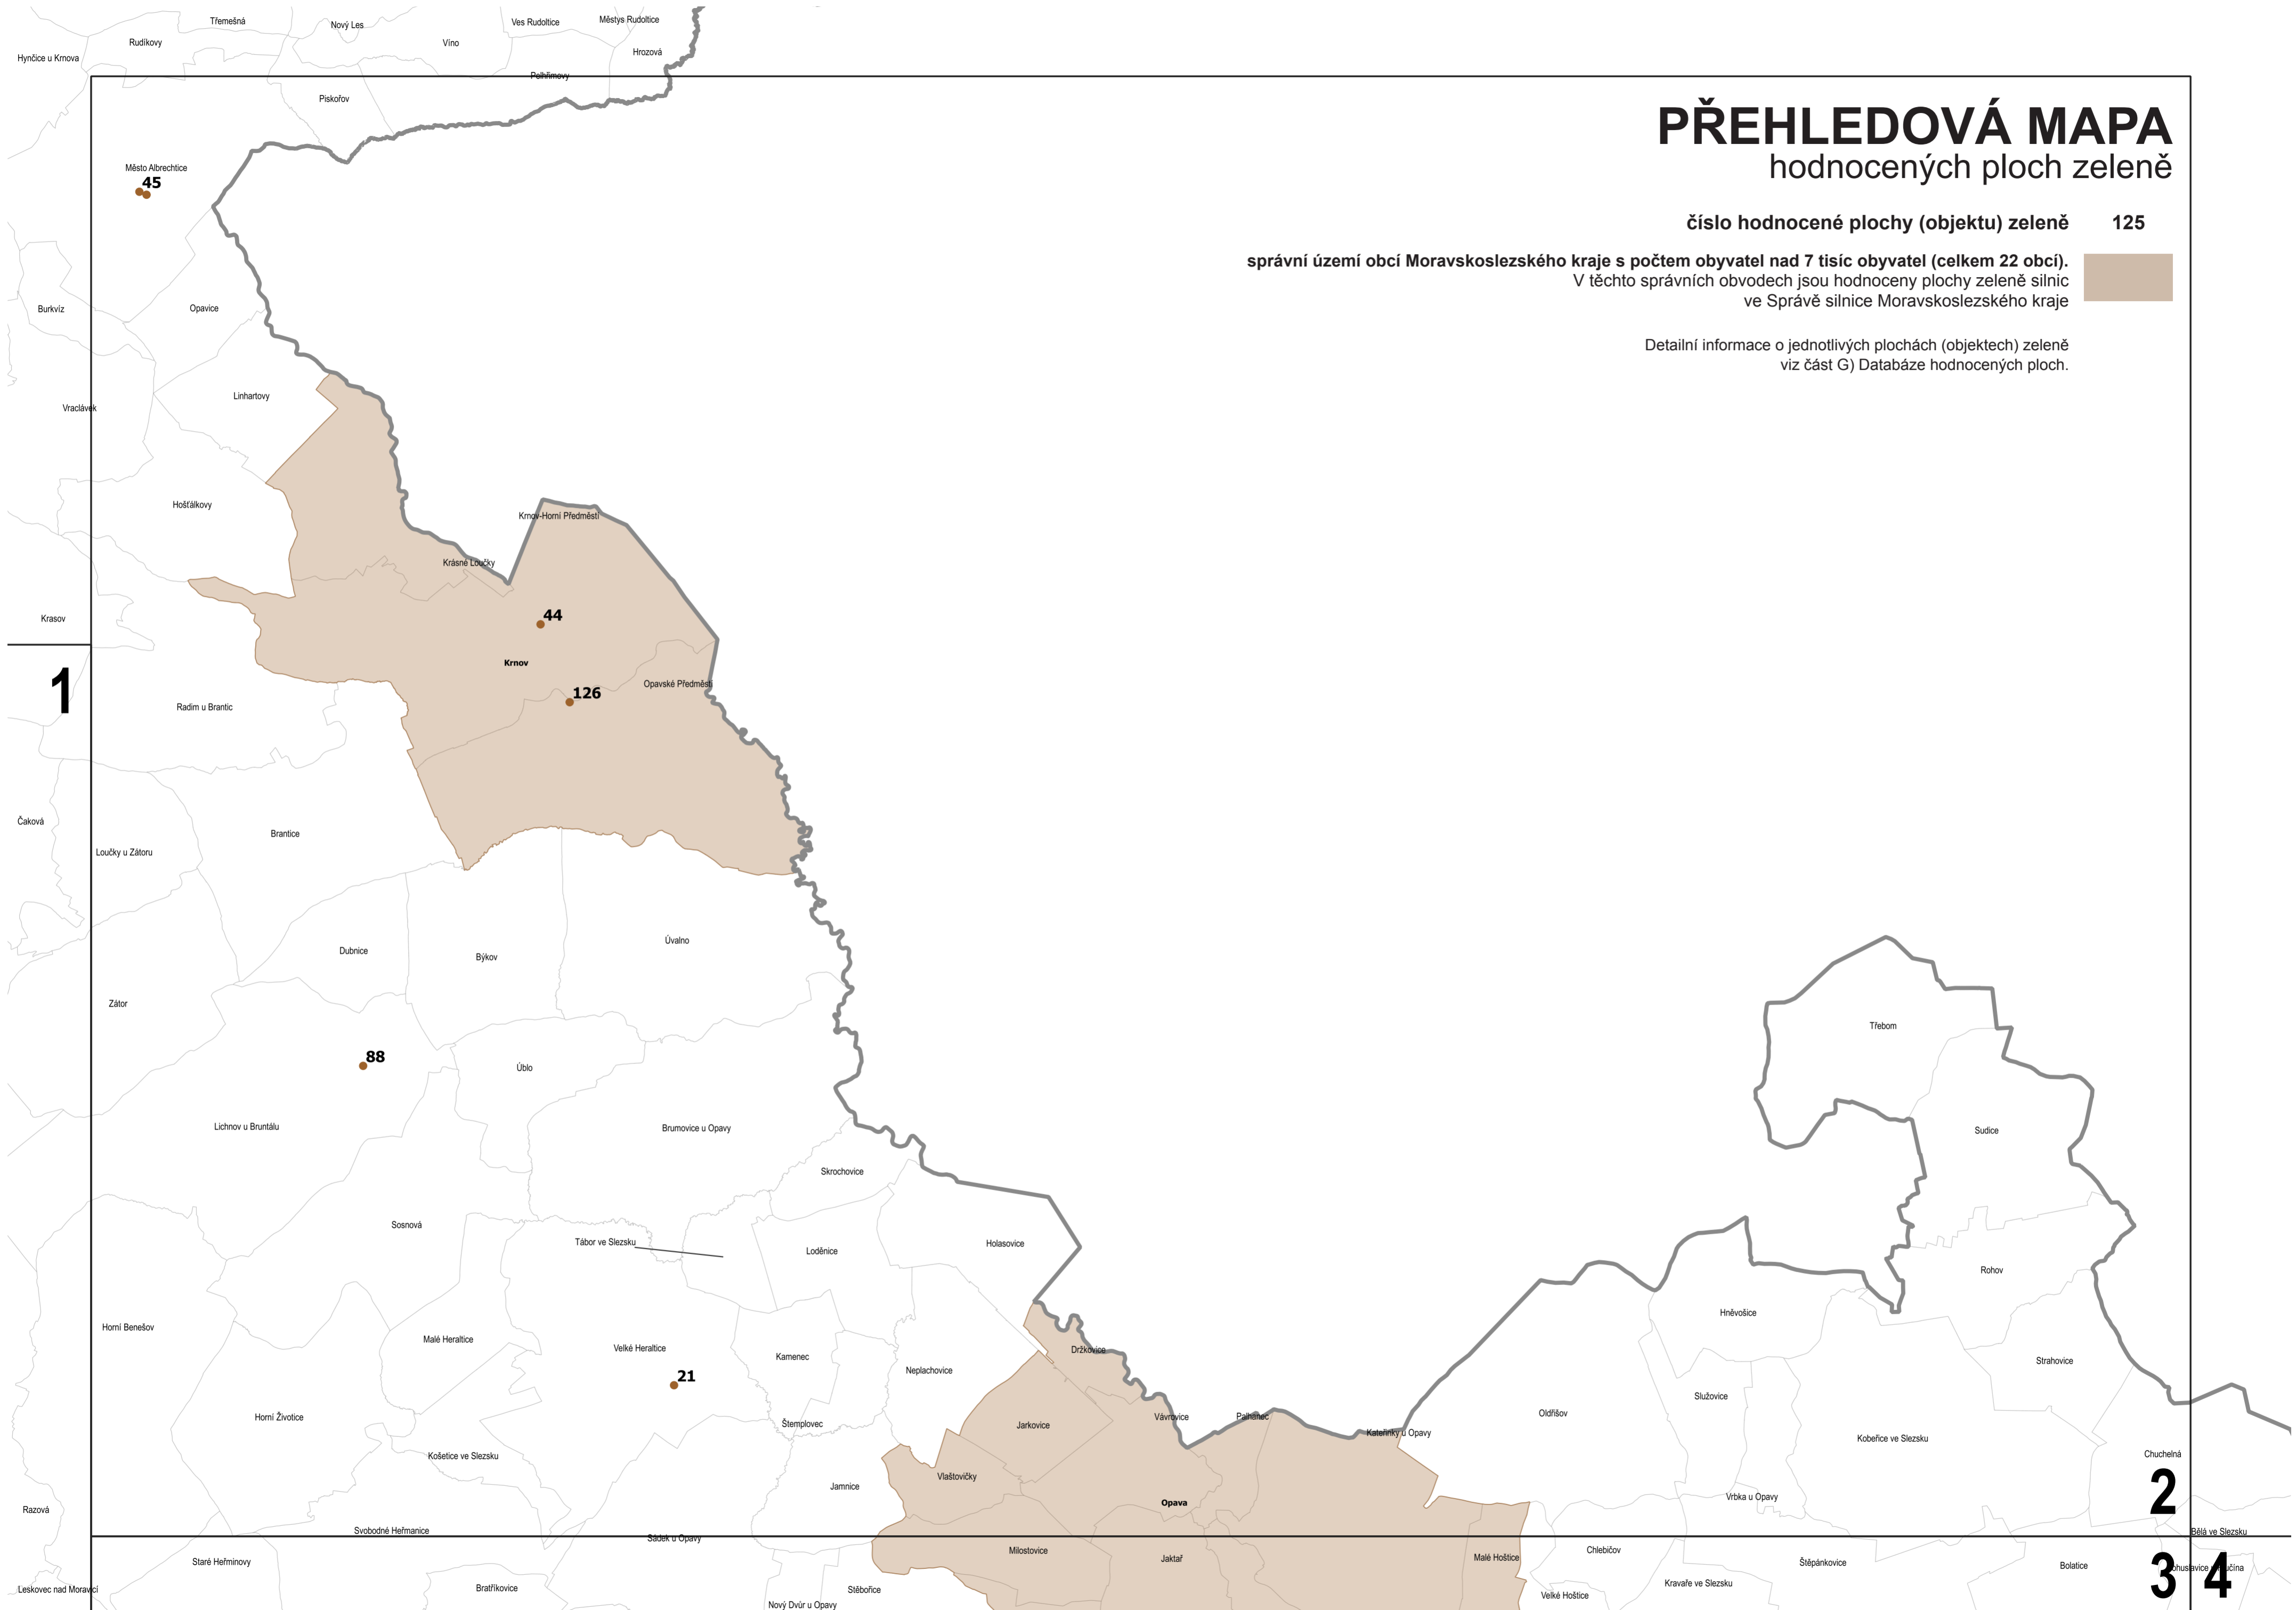 Třemešná
Nový Les
Ves Rudoltice
Městys Rudoltice
Rudíkovy
Víno
Hrozová
Hynčice u Krnova
Pelhřimovy
Piskořov
PŘEHLEDOVÁ MAPA
hodnocených ploch zeleně
číslo hodnocené plochy (objektu) zeleně 125
správní území obcí Moravskoslezského kraje s počtem obyvatel nad 7 tisíc obyvatel (celkem 22 obcí).
V těchto správních obvodech jsou hodnoceny plochy zeleně silnic
ve Správě silnice Moravskoslezského kraje
Detailní informace o jednotlivých plochách (objektech) zeleně
viz část G) Databáze hodnocených ploch.
Město Albrechtice
45
Burkvíz
Opavice
Linhartovy
Vraclávek
Hošťálkovy
Krnov-Horní Předměstí
Krásné Loučky
Krasov
44
Krnov
Opavské Předměstí
126
1
Radim u Brantic
Čaková
Brantice
Loučky u Zátoru
Dubnice
Býkov
Úvalno
Zátor
Třebom
88
Úblo
Lichnov u Bruntálu
Brumovice u Opavy
Sudice
Skrochovice
Sosnová
Tábor ve Slezsku
Loděnice
Holasovice
Rohov
Hněvošice
Horní Benešov
Malé Heraltice
Velké Heraltice
Kamenec
Držkovice
Neplachovice
Strahovice
21
Služovice
Horní Životice
Štemplovec
Jarkovice
Vávrovice
Palhanec
Oldřišov
Kateřinky u Opavy
Kobeřice ve Slezsku
Košetice ve Slezsku
Chuchelná
Vlaštovičky
Jamnice
2
Opava
Vrbka u Opavy
Razová
Svobodné Heřmanice
Sádek u Opavy
Bělá ve Slezsku
Staré Heřminovy
Milostovice
Jaktař
Malé Hoštice
Chlebičov
Štěpánkovice
Bolatice
3
4
Leskovec nad Moravicí
Bratříkovice
Stěbořice
Kravaře ve Slezsku
Velké Hoštice
Nový Dvůr u Opavy